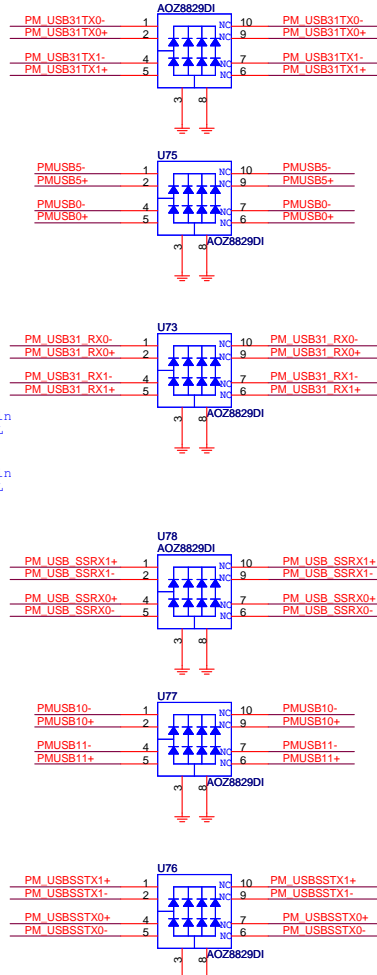 AOZ8829DI
PM_USB31TX0- 1 NC 10 PM_USB31TX0-
PM_USB31TX0+ 2 NC 9 PM_USB31TX0+
PM_USB31TX1- 4 NC 7 PM_USB31TX1-
PM_USB31TX1+ 5 NC 6 PM_USB31TX1+
3 8
U75
PMUSB5- 1 NC 10 PMUSB5-
PMUSB5+ 2 NC 9 PMUSB5+
PMUSB0- 4 NC 7 PMUSB0-
PMUSB0+ 5 NC 6 PMUSB0+
3 8 AOZ8829DI
U73
PM_USB31_RX0- 1 NC 10 PM_USB31_RX0-
PM_USB31_RX0+ 2 NC 9 PM_USB31_RX0+
PM_USB31_RX1- 4 NC 7 PM_USB31_RX1-
PM_USB31_RX1+ 5 NC 6 PM_USB31_RX1+
3 8 AOZ8829DI
U78
AOZ8829DI
PM_USB_SSRX1+ 1 NC 10 PM_USB_SSRX1+
PM_USB_SSRX1- 2 NC 9 PM_USB_SSRX1-
PM_USB_SSRX0+ 4 NC 7 PM_USB_SSRX0+
PM_USB_SSRX0- 5 NC 6 PM_USB_SSRX0-
3 8
U77
PMUSB10- 1 NC 10 PMUSB10-
PMUSB10+ 2 NC 9 PMUSB10+
PMUSB11- 4 NC 7 PMUSB11-
PMUSB11+ 5 NC 6 PMUSB11+
3 8 AOZ8829DI
U76
PM_USBSSTX1+ 1 NC 10 PM_USBSSTX1+
PM_USBSSTX1- 2 NC 9 PM_USBSSTX1-
PM_USBSSTX0+ 4 NC 7 PM_USBSSTX0+
PM_USBSSTX0- 5 NC 6 PM_USBSSTX0-
3 8 AOZ8829DI